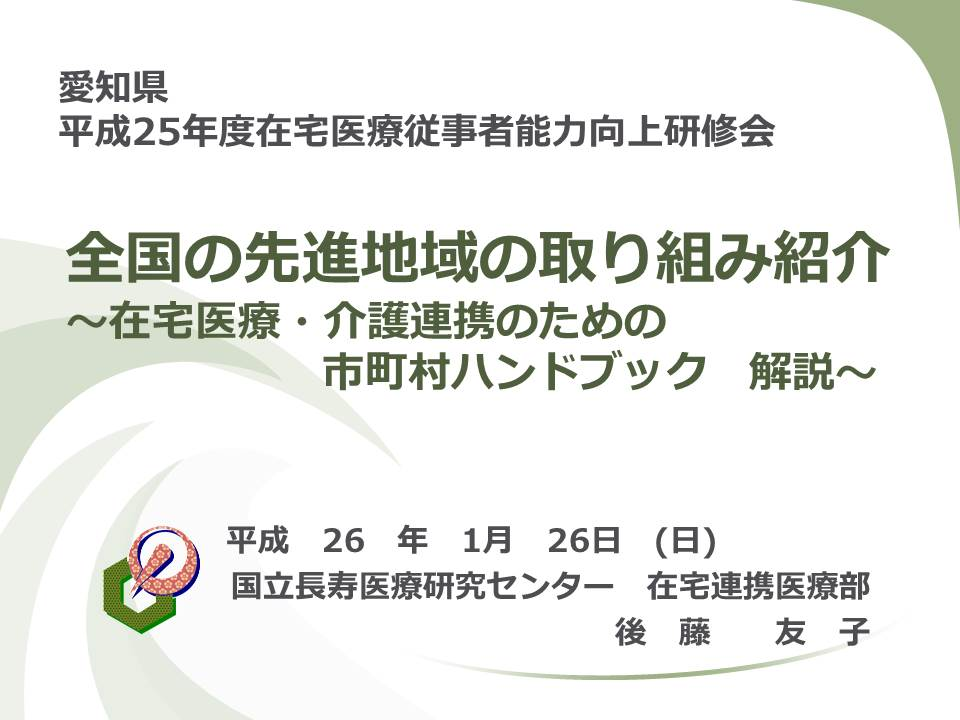 愛知県
平成25年度在宅医療従事者能力向上研修会
全国の先進地域の取り組み紹介
～在宅医療・介護連携のための
市町村ハンドブック　解説～
平成　26　年　1月　26日　(日)
国立長寿医療研究センター　在宅連携医療部
後　藤　　友　子